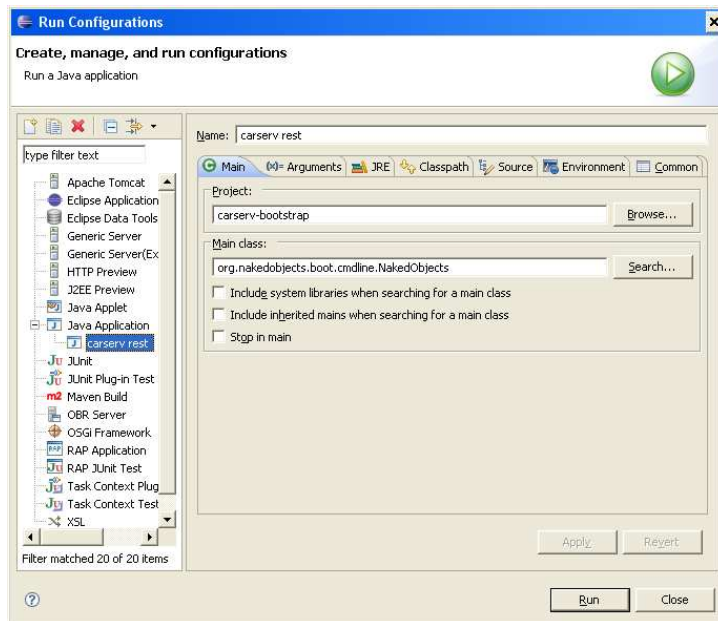 Run Configurations
Create, manage, and run configurations
Run a Java application
type filter text
Apache Tomcat
Eclipse Application
Eclipse Data Tools
Generic Server
Generic Server(Ex
HTTP Preview
J2EE Preview
Java Applet
Java Application
carserv rest
JUnit
JUnit Plug-in Test
Maven Build
OBR Server
OSGi Framework
RAP Application
RAP JUnit Test
Task Context Plug
Task Context Test
XSL
Filter matched 20 of 20 items
Name: carserv rest
Main (x)= Arguments JRE Classpath Source Environment Common
Project:
carserv-bootstrap Browse...
Main class:
org.nakedobjects.boot.cmdline.NakedObjects Search...
Include system libraries when searching for a main class
Include inherited mains when searching for a main class
Stop in main
Apply Revert
Run Close